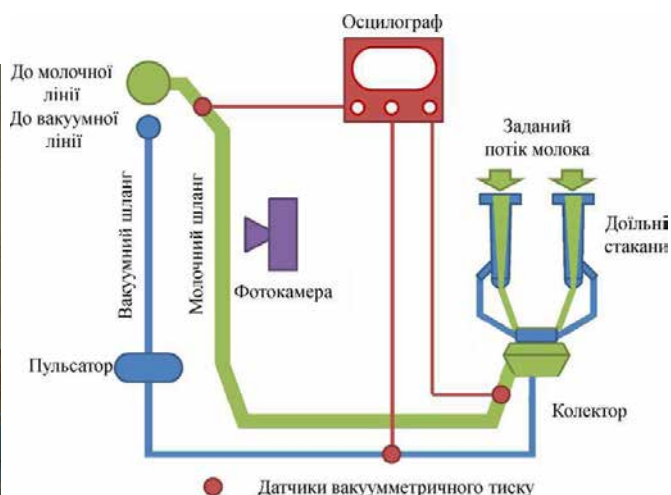 Осцилограф
До молочної
лінії
До вакуумної
лінії
Заданий
потік молока
Вакуумний шланг
Молочний шланг
Доїльні
стакани
Фотокамера
Пульсатор
Колектор
Датчики вакуумметричного тиску